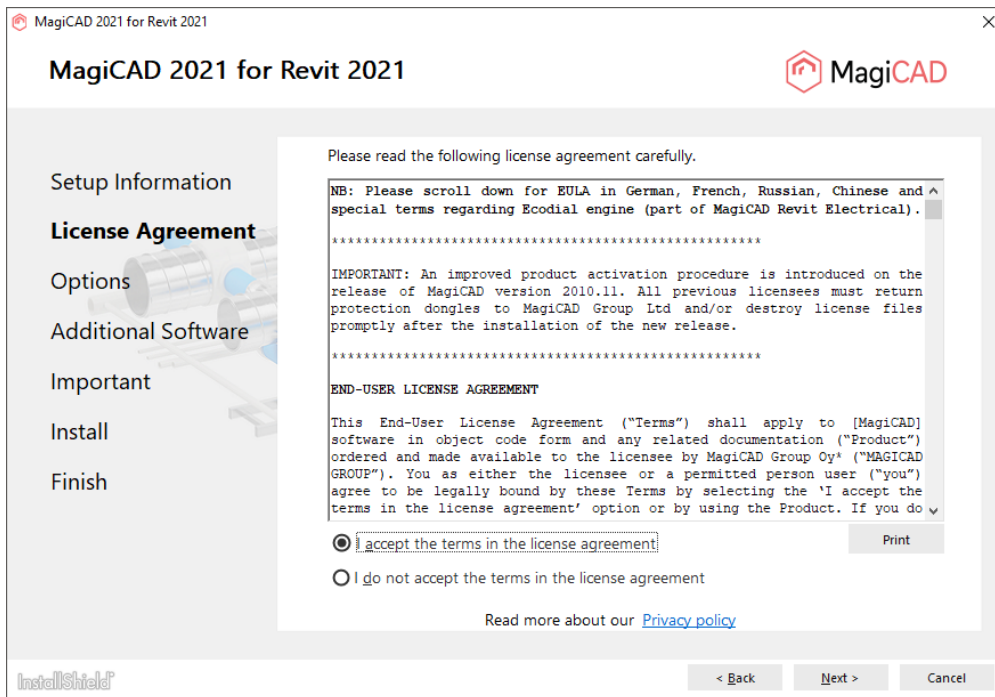 MagiCAD 2021 for Revit 2021
MagiCAD 2021 for Revit 2021
MagiCAD
Setup Information
License Agreement
Options
Additional Software
Important
Install
Finish
Please read the following license agreement carefully.
NB: Please scroll down for EULA in German, French, Russian, Chinese and
special terms regarding Ecodial engine (part of MagiCAD Revit Electrical).
******************************************************
IMPORTANT: An improved product activation procedure is introduced on the
release of MagiCAD version 2010.11. All previous licensees must return
protection dongles to MagiCAD Group Ltd and/or destroy license files
promptly after the installation of the new release.
******************************************************
END-USER LICENSE AGREEMENT
This End-User License Agreement (“Terms”) shall apply to [MagiCAD]
software in object code form and any related documentation (“Product”)
ordered and made available to the licensee by MagiCAD Group Oy* (“MAGICAD
GROUP”). You as either the licensee or a permitted person user (“you”)
agree to be legally bound by these Terms by selecting the ‘I accept the
terms in the license agreement’ option or by using the Product. If you do
I accept the terms in the license agreement
Print
I do not accept the terms in the license agreement
Read more about our Privacy policy
InstallShield
< Back
Next >
Cancel